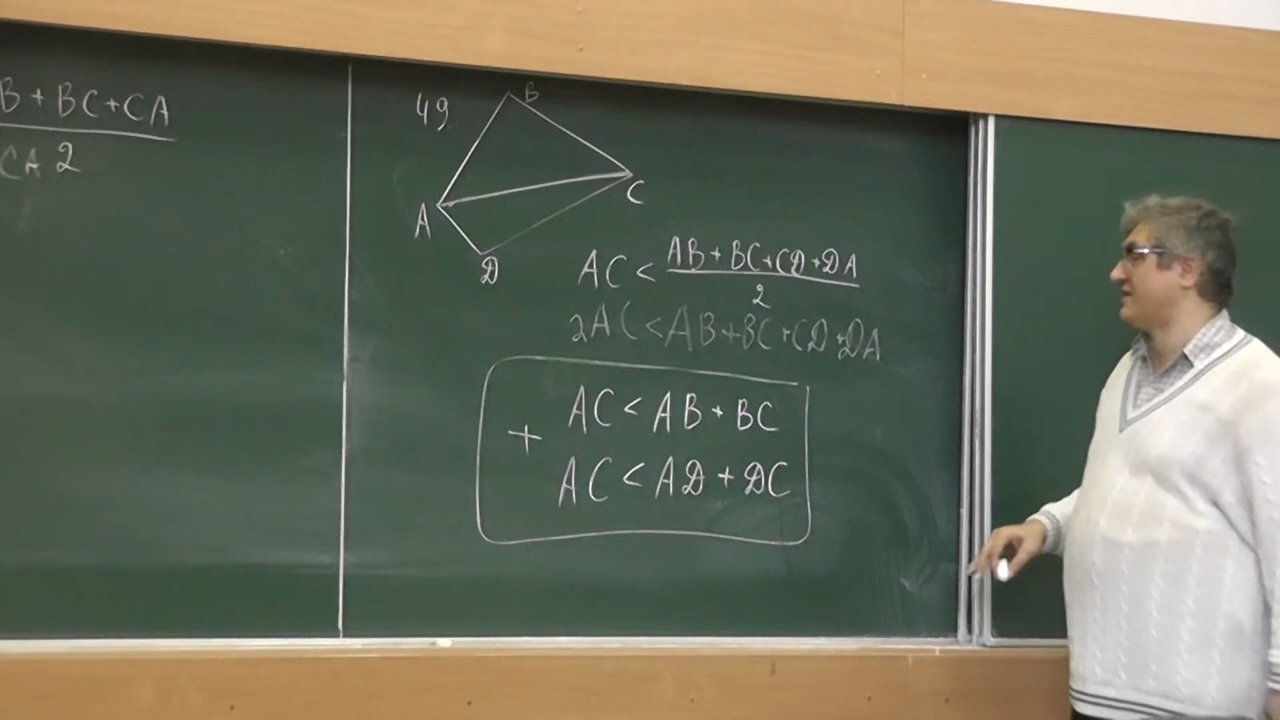 B + BC + CA
CA 2
49
B
A
C
D
AC < AB + BC + CD + DA
2
2AC < AB + BC + CD + DA
AC < AB + BC
+
AC < AD + DC